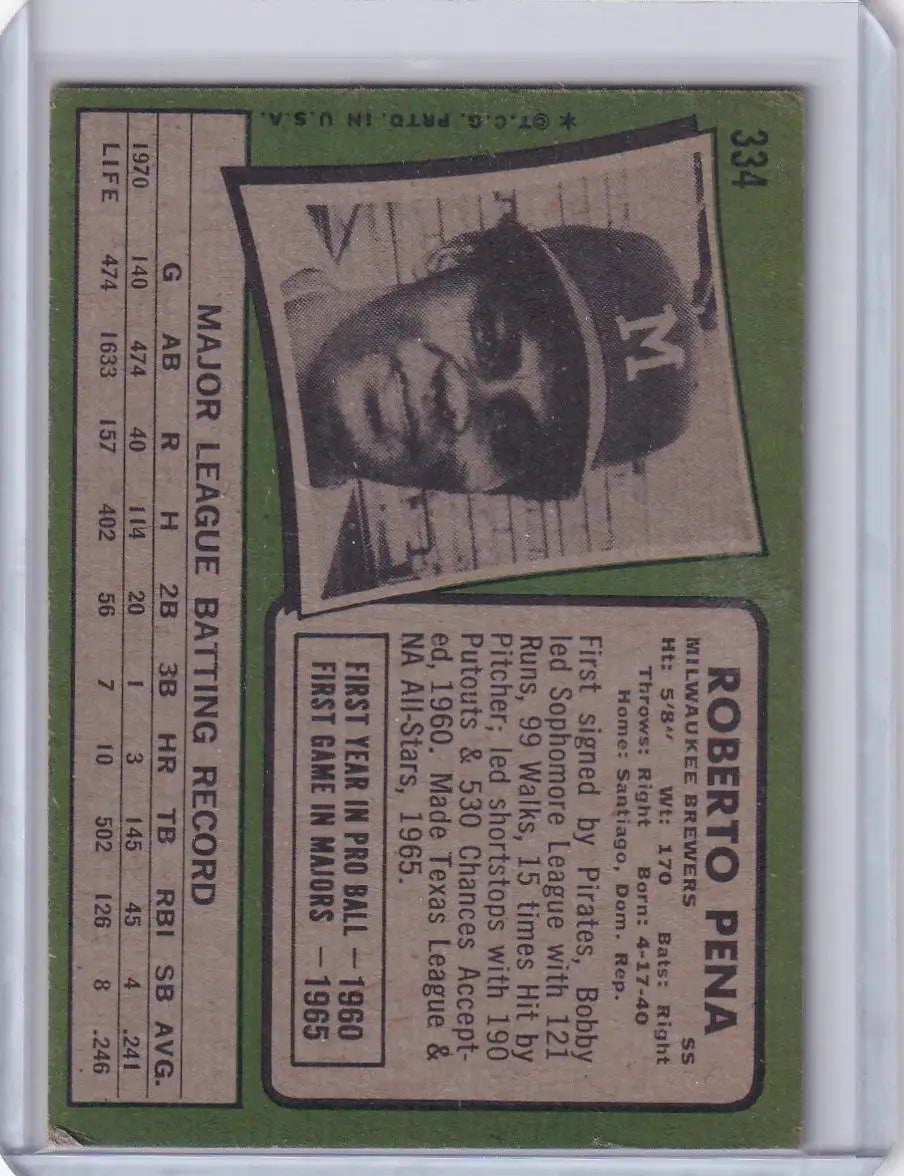 334
* ©T.C.G. PRTD. IN U.S.A.
M
ROBERTO PENA
MILWAUKEE BREWERS SS
Ht: 5'8" Wt: 170 Bats: Right
Throws: Right Born: 4-17-40
Home: Santiago, Dom. Rep.
First signed by Pirates, Bobby
led Sophomore League with 121
Runs, 99 Walks, 15 times Hit by
Pitcher; led shortstops with 190
Putouts & 530 Chances Accept-
ed, 1960. Made Texas League &
NA All-Stars, 1965.
FIRST YEAR IN PRO BALL — 1960
FIRST GAME IN MAJORS — 1965
MAJOR LEAGUE BATTING RECORD
G AB R H 2B 3B HR TB RBI SB AVG.
1970 140 474 40 114 20 1 3 145 45 4 .241
LIFE 474 1633 157 402 56 7 10 502 126 8 .246